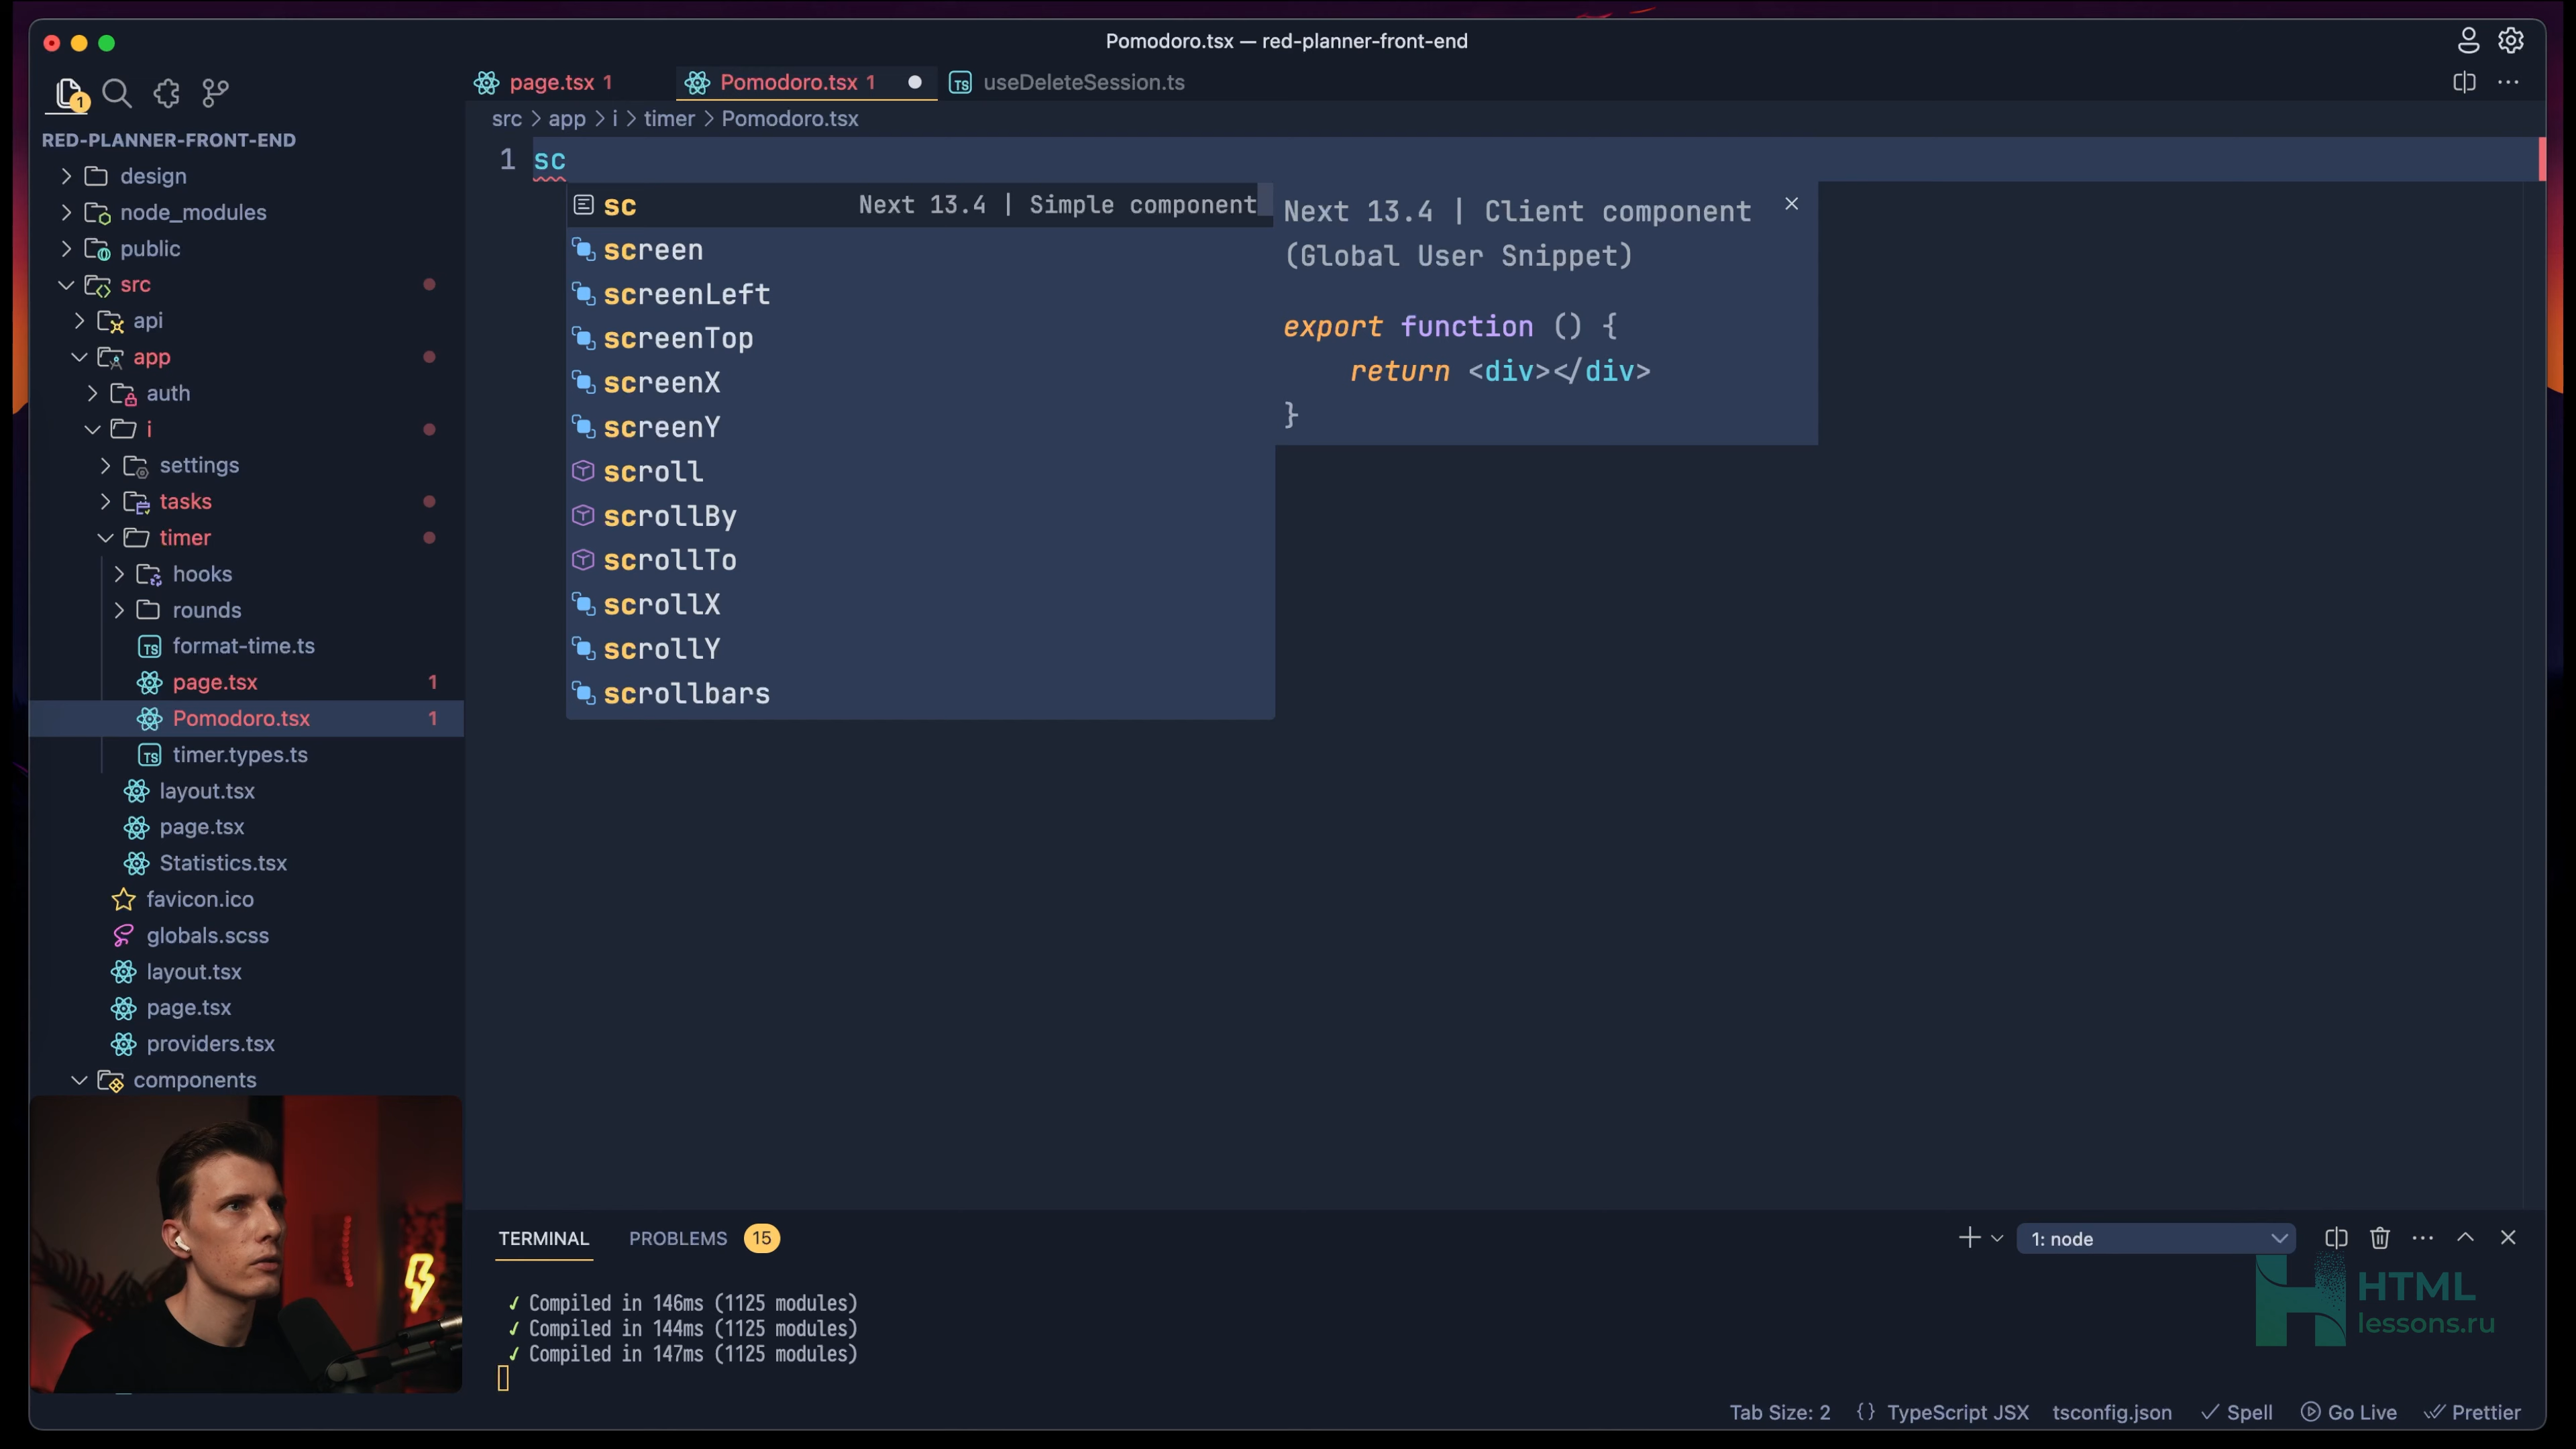 Pomodoro.tsx — red-planner-front-end
1
page.tsx 1
Pomodoro.tsx 1
TS useDeleteSession.ts
src > app > i > timer > Pomodoro.tsx
RED-PLANNER-FRONT-END
design
node_modules
public
src
api
app
auth
i
settings
tasks
timer
hooks
rounds
TS format-time.ts
page.tsx 1
Pomodoro.tsx 1
TS timer.types.ts
layout.tsx
page.tsx
Statistics.tsx
favicon.ico
globals.scss
layout.tsx
page.tsx
providers.tsx
components
1 sc
sc Next 13.4 | Simple component
screen
screenLeft
screenTop
screenX
screenY
scroll
scrollBy
scrollTo
scrollX
scrollY
scrollbars
Next 13.4 | Client component
(Global User Snippet)
export function () {
return <div></div>
}
TERMINAL PROBLEMS 15
1: node
✓ Compiled in 146ms (1125 modules)
✓ Compiled in 144ms (1125 modules)
✓ Compiled in 147ms (1125 modules)
HTML
lessons.ru
Tab Size: 2 {} TypeScript JSX tsconfig.json ✓ Spell Go Live Prettier